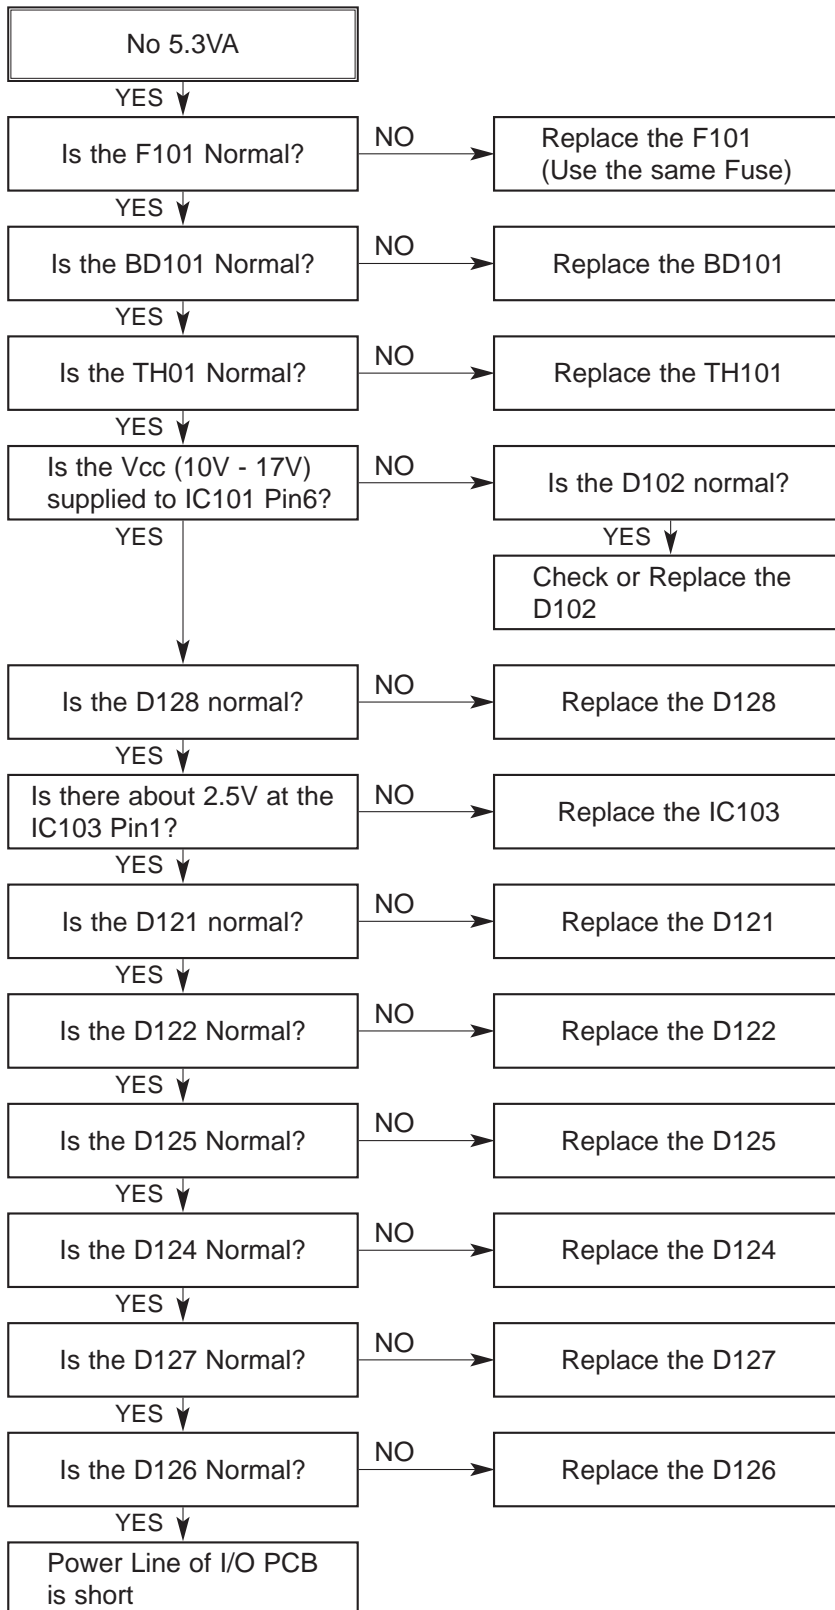 No 5.3VA
YES
Is the F101 Normal?
NO
Replace the F101
(Use the same Fuse)
YES
Is the BD101 Normal?
NO
Replace the BD101
YES
Is the TH01 Normal?
NO
Replace the TH101
YES
Is the Vcc (10V - 17V)
supplied to IC101 Pin6?
NO
Is the D102 normal?
YES
YES
Check or Replace the
D102
Is the D128 normal?
NO
Replace the D128
YES
Is there about 2.5V at the
IC103 Pin1?
NO
Replace the IC103
YES
Is the D121 normal?
NO
Replace the D121
YES
Is the D122 Normal?
NO
Replace the D122
YES
Is the D125 Normal?
NO
Replace the D125
YES
Is the D124 Normal?
NO
Replace the D124
YES
Is the D127 Normal?
NO
Replace the D127
YES
Is the D126 Normal?
NO
Replace the D126
YES
Power Line of I/O PCB
is short